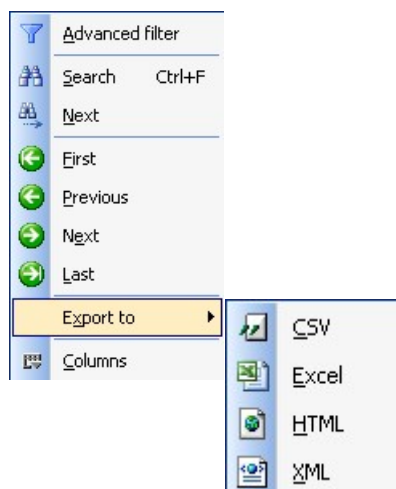 Advanced filter
Search Ctrl+F
Next
First
Previous
Next
Last
Export to
Columns
CSV
Excel
HTML
XML